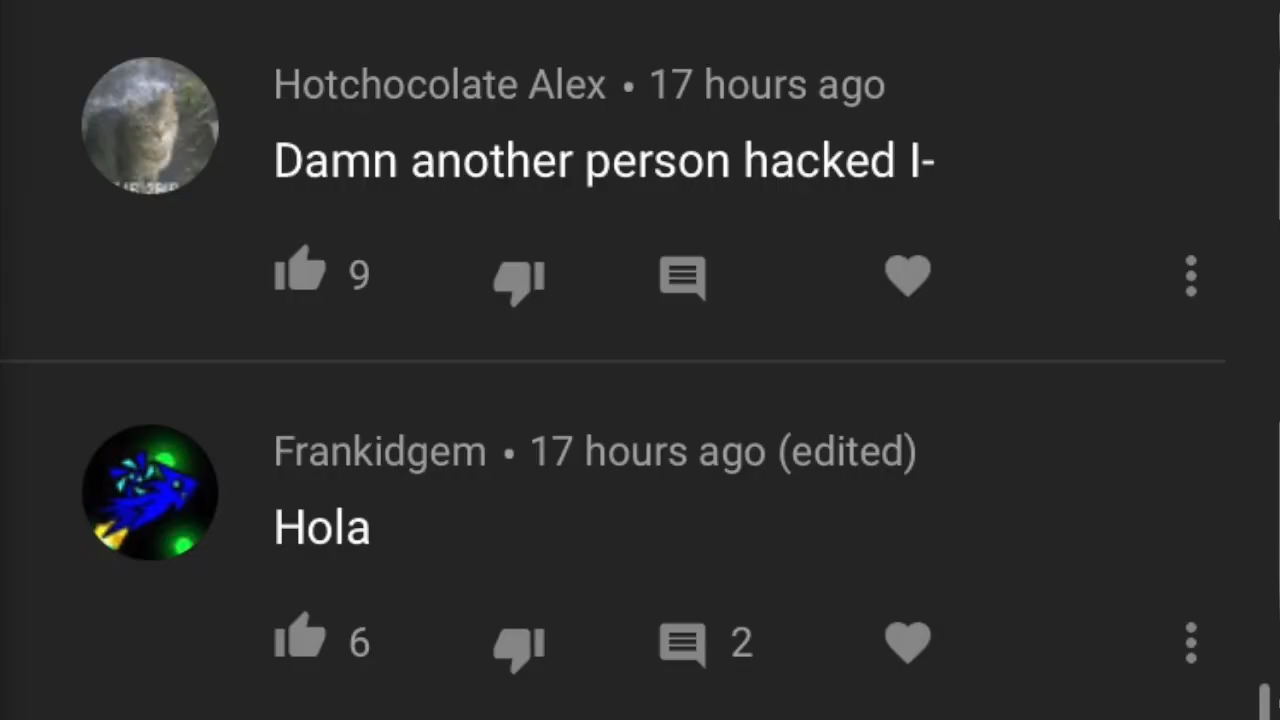 Hotchocolate Alex • 17 hours ago
Damn another person hacked I-
9
Frankidgem • 17 hours ago (edited)
Hola
6 2